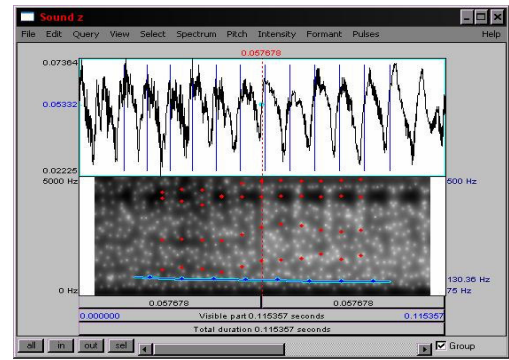 Sound z
File Edit Query View Select Spectrum Pitch Intensity Formant Pulses Help
0.057678
0.07364
0.05332
0.02225
5000 Hz 500 Hz
130.36 Hz
0 Hz 75 Hz
0.057678 0.057678
0.000000 Visible part 0.115357 seconds 0.115357
Total duration 0.115357 seconds
all in out sel Group